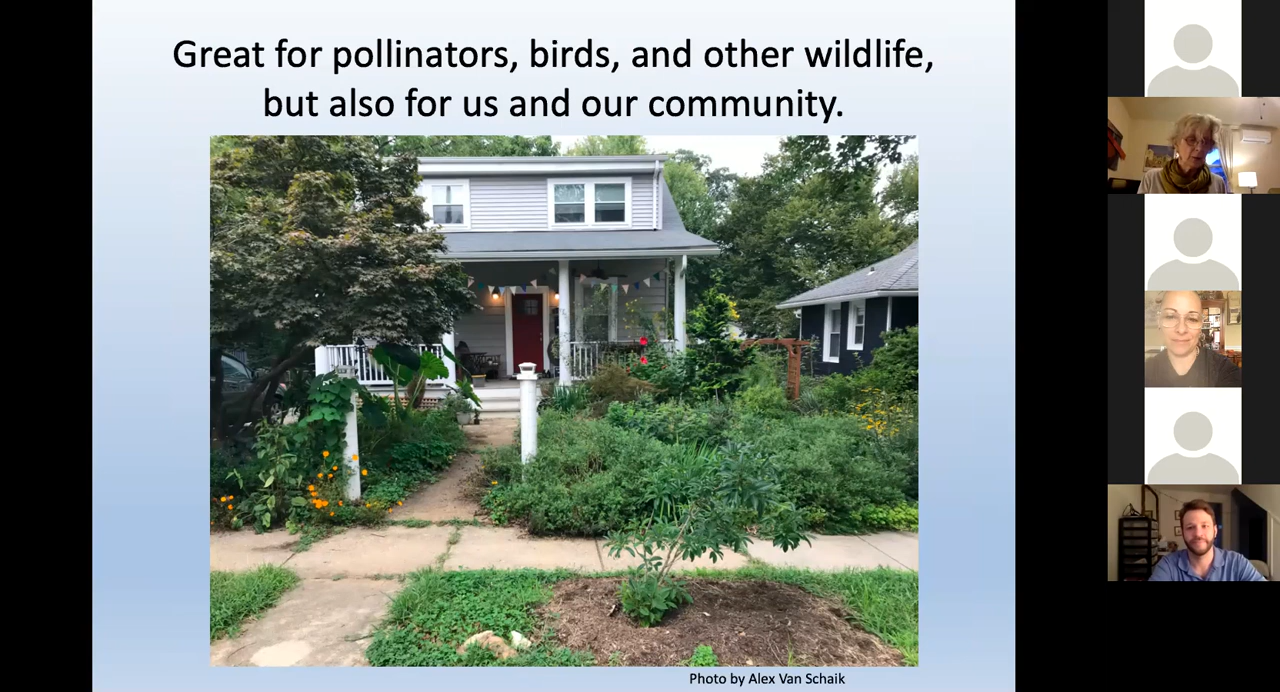 Great for pollinators, birds, and other wildlife,
but also for us and our community.
Photo by Alex Van Schaik